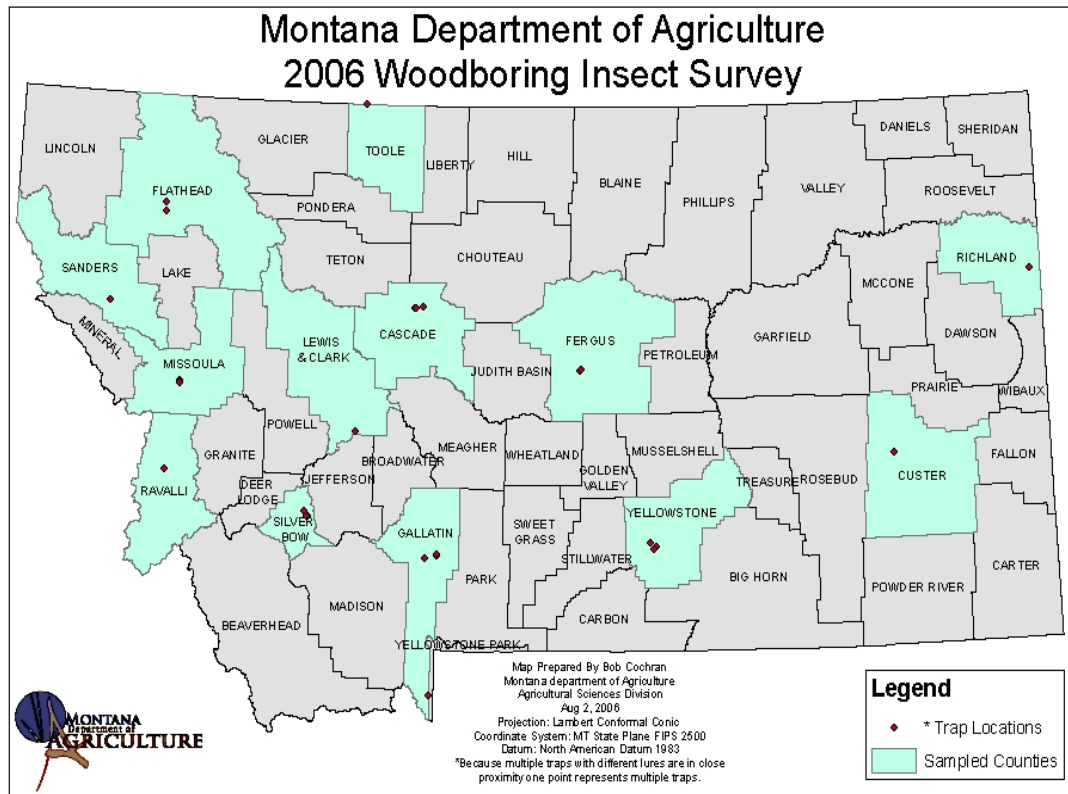 Montana Department of Agriculture
2006 Woodboring Insect Survey
LINCOLN
FLATHEAD
GLACIER
TOOLE
LIBERTY
HILL
BLAINE
PHILLIPS
VALLEY
DANIELS
SHERIDAN
ROOSEVELT
PONDERA
TETON
CHOUTEAU
SANDERS
LAKE
RICHLAND
MCCONE
MINERAL
MISSOULA
LEWIS
& CLARK
CASCADE
FERGUS
JUDITH BASIN
PETROLEUM
GARFIELD
DAWSON
PRAIRIE
WIBAUX
POWELL
GRANITE
RAVALLI
DEER
LODGE
JEFFERSON
BROADWATER
MEAGHER
WHEATLAND
GOLDEN
VALLEY
MUSSELSHELL
TREASURE
ROSEBUD
CUSTER
FALLON
SILVER
BOW
GALLATIN
SWEET
GRASS
STILLWATER
YELLOWSTONE
BIG HORN
POWDER RIVER
CARTER
BEAVERHEAD
MADISON
PARK
CARBON
YELLOWSTONE PARK
Map Prepared By Bob Cochran
Montana department of Agriculture
Agricultural Sciences Division
Aug 2, 2006
Projection: Lambert Conformal Conic
Coordinate System: MT State Plane FIPS 2500
Datum: North American Datum 1983
*Because multiple traps with different lures are in close
proximity one point represents multiple traps.
Legend
* Trap Locations
Sampled Counties
MONTANA
Department of
AGRICULTURE